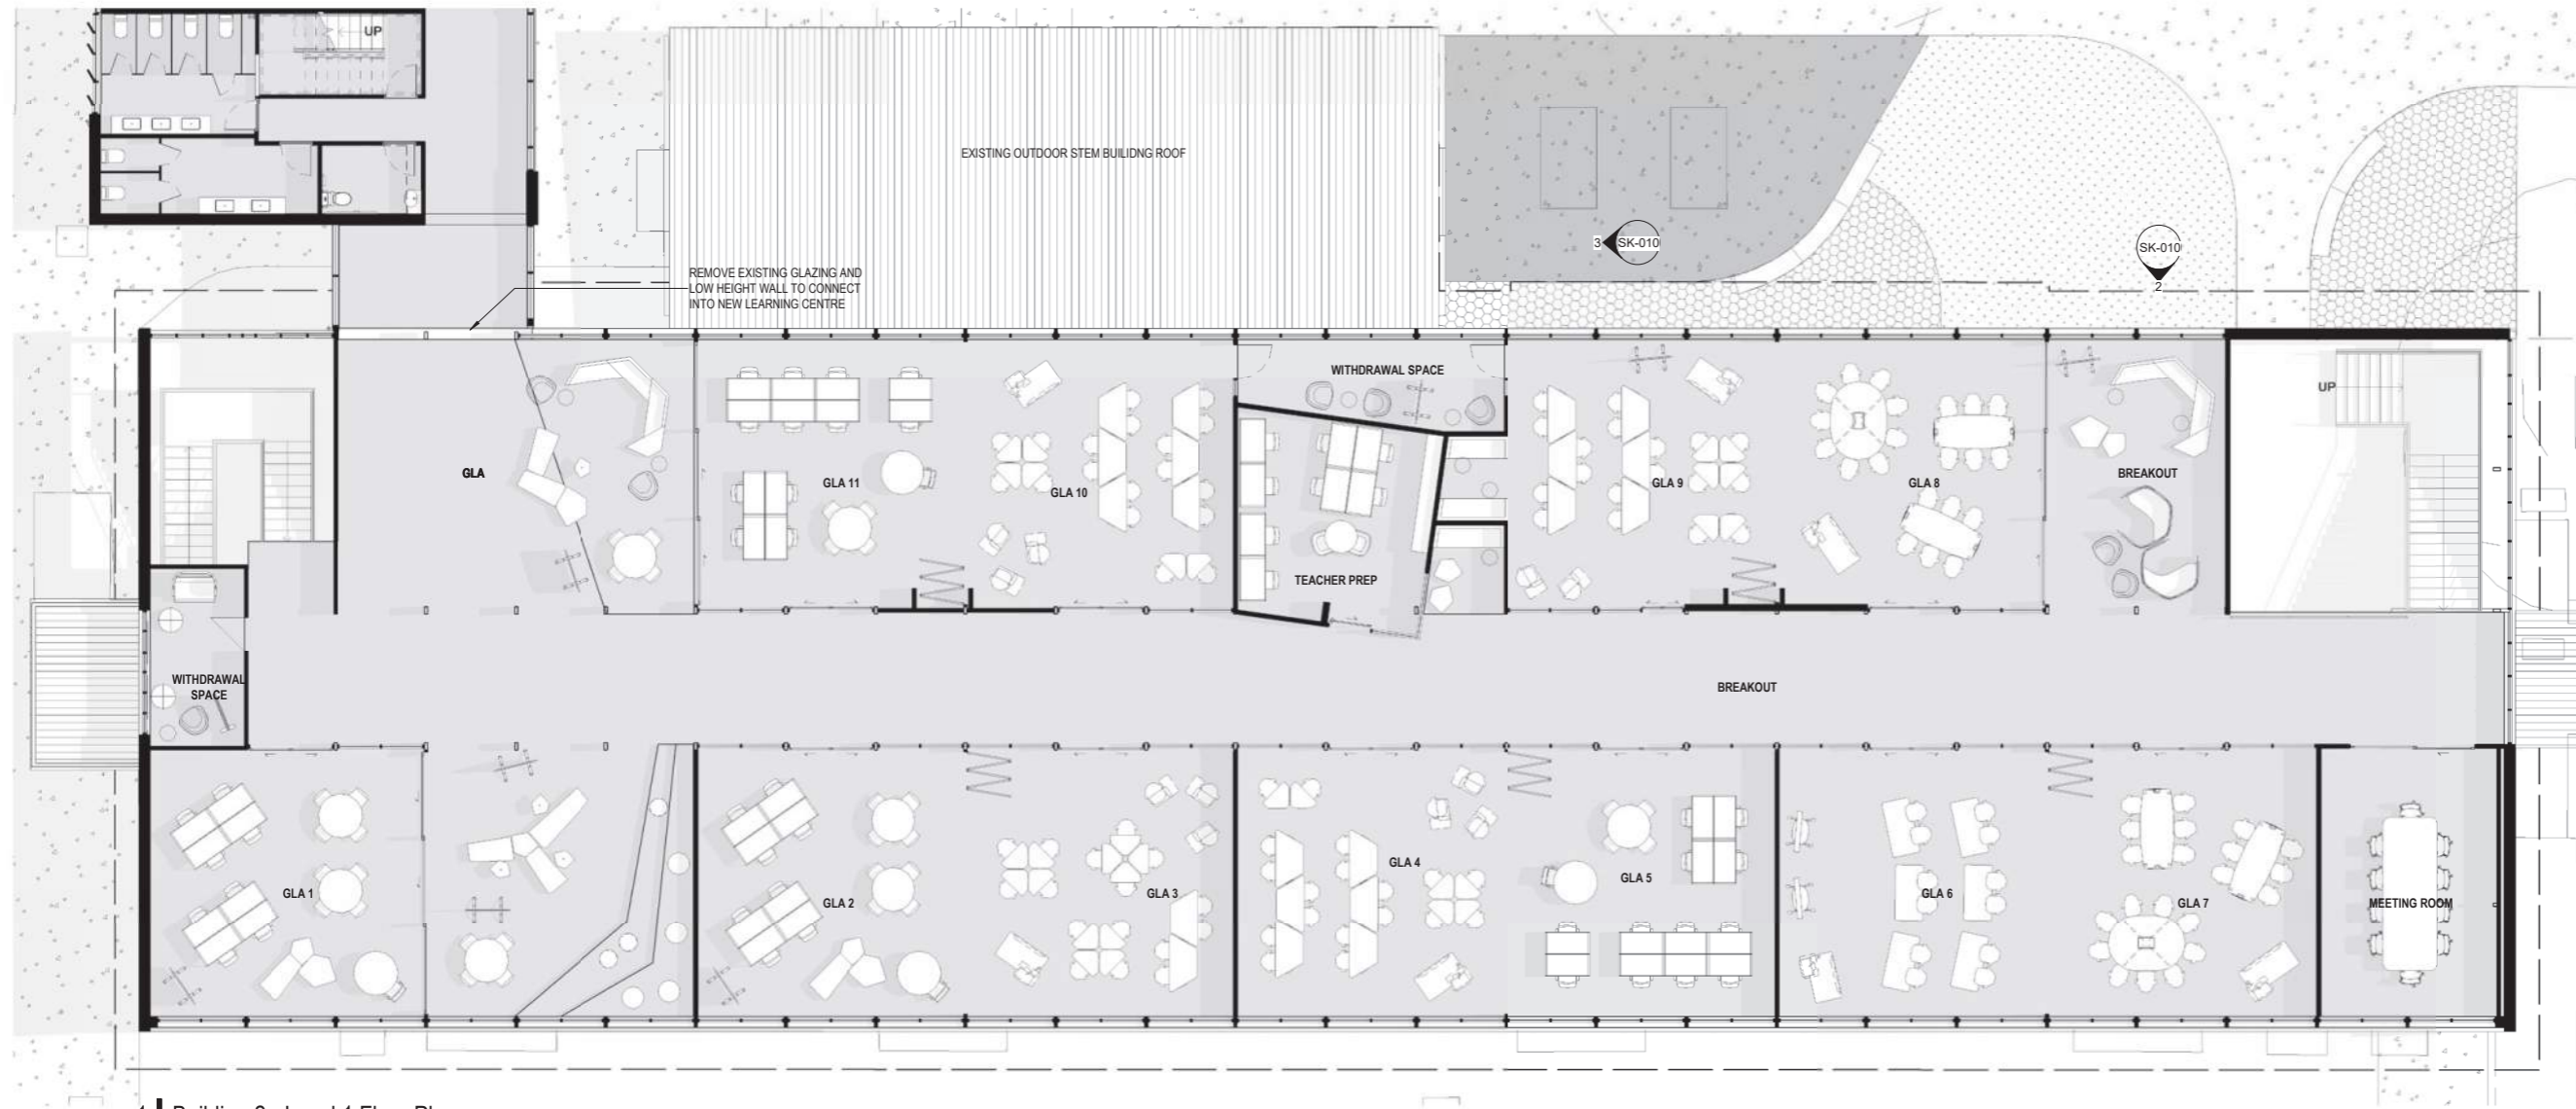 UP
EXISTING OUTDOOR STEM BUILIDNG ROOF
3
SK-010
SK-010
2
REMOVE EXISTING GLAZING AND
LOW HEIGHT WALL TO CONNECT
INTO NEW LEARNING CENTRE
WITHDRAWAL SPACE
UP
GLA
GLA 11
GLA 10
GLA 9
GLA 8
BREAKOUT
TEACHER PREP
WITHDRAWAL
SPACE
BREAKOUT
GLA 1
GLA 2
GLA 3
GLA 4
GLA 5
GLA 6
GLA 7
MEETING ROOM